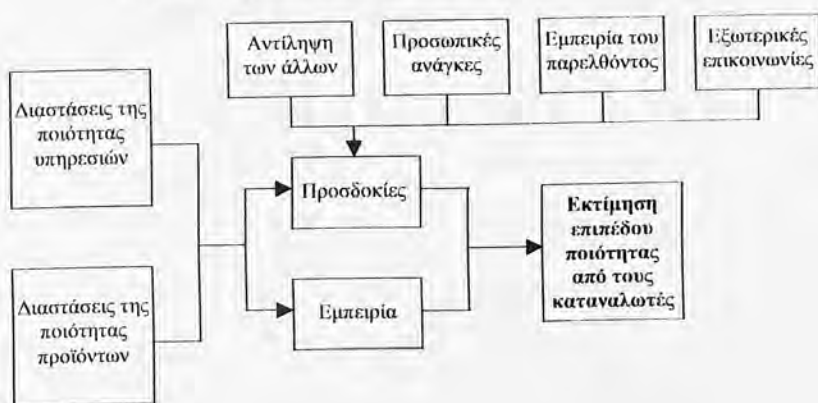 Αντίληψη
των άλλων
Προσωπικές
ανάγκες
Εμπειρία του
παρελθόντος
Εξωτερικές
επικοινωνίες
Διαστάσεις της
ποιότητας
υπηρεσιών
Προσδοκίες
Εκτίμηση
επιπέδου
ποιότητας
από τους
καταναλωτές
Διαστάσεις της
ποιότητας
προϊόντων
Εμπειρία